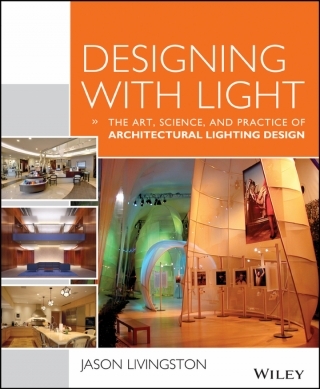 DESIGNING
WITH LIGHT
» THE ART, SCIENCE, AND PRACTICE OF
ARCHITECTURAL LIGHTING DESIGN
JASON LIVINGSTON
WILEY